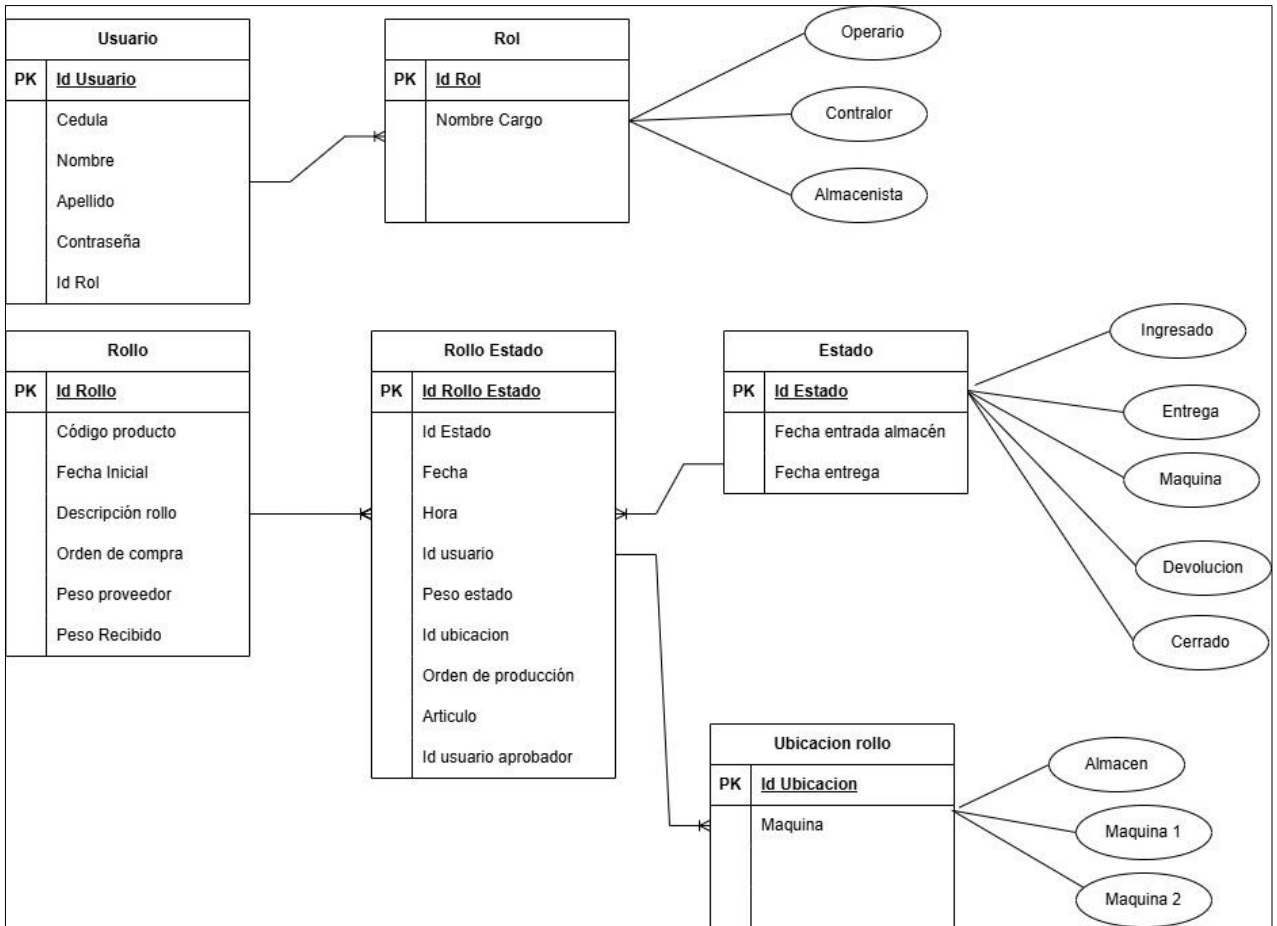 Usuario
PK Id Usuario
Cedula
Nombre
Apellido
Contraseña
Id Rol
Rol
PK Id Rol
Nombre Cargo
Operario
Contralor
Almacenista
Rollo
PK Id Rollo
Código producto
Fecha Inicial
Descripción rollo
Orden de compra
Peso proveedor
Peso Recibido
Rollo Estado
PK Id Rollo Estado
Id Estado
Fecha
Hora
Id usuario
Peso estado
Id ubicacion
Orden de producción
Articulo
Id usuario aprobador
Estado
PK Id Estado
Fecha entrada almacén
Fecha entrega
Ingresado
Entrega
Maquina
Devolucion
Cerrado
Ubicacion rollo
PK Id Ubicacion
Maquina
Almacen
Maquina 1
Maquina 2